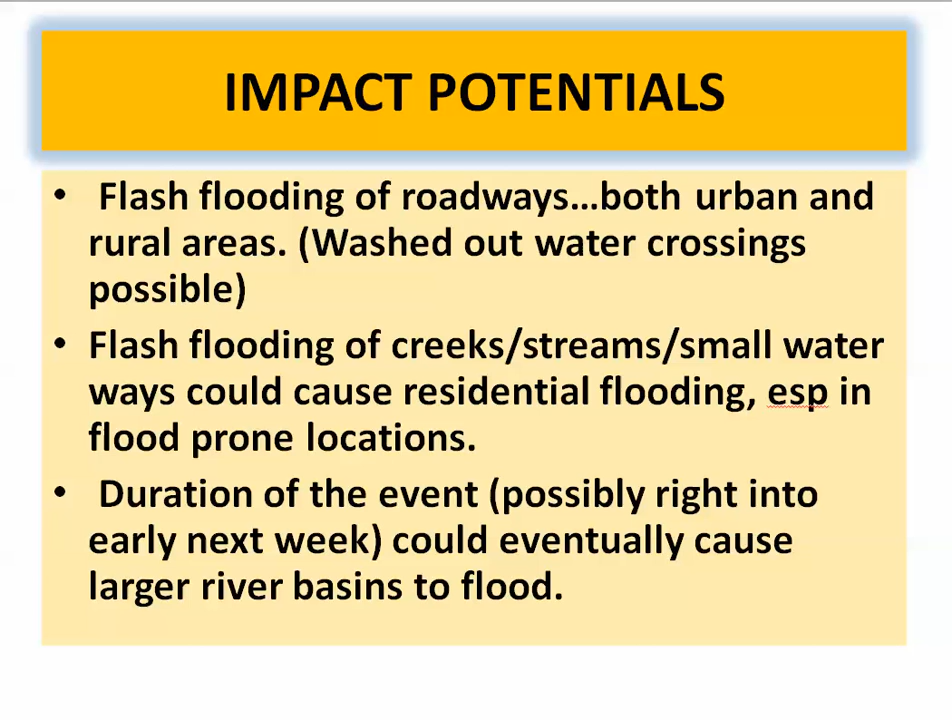 IMPACT POTENTIALS
• Flash flooding of roadways...both urban and
rural areas. (Washed out water crossings
possible)
• Flash flooding of creeks/streams/small water
ways could cause residential flooding, esp in
flood prone locations.
• Duration of the event (possibly right into
early next week) could eventually cause
larger river basins to flood.